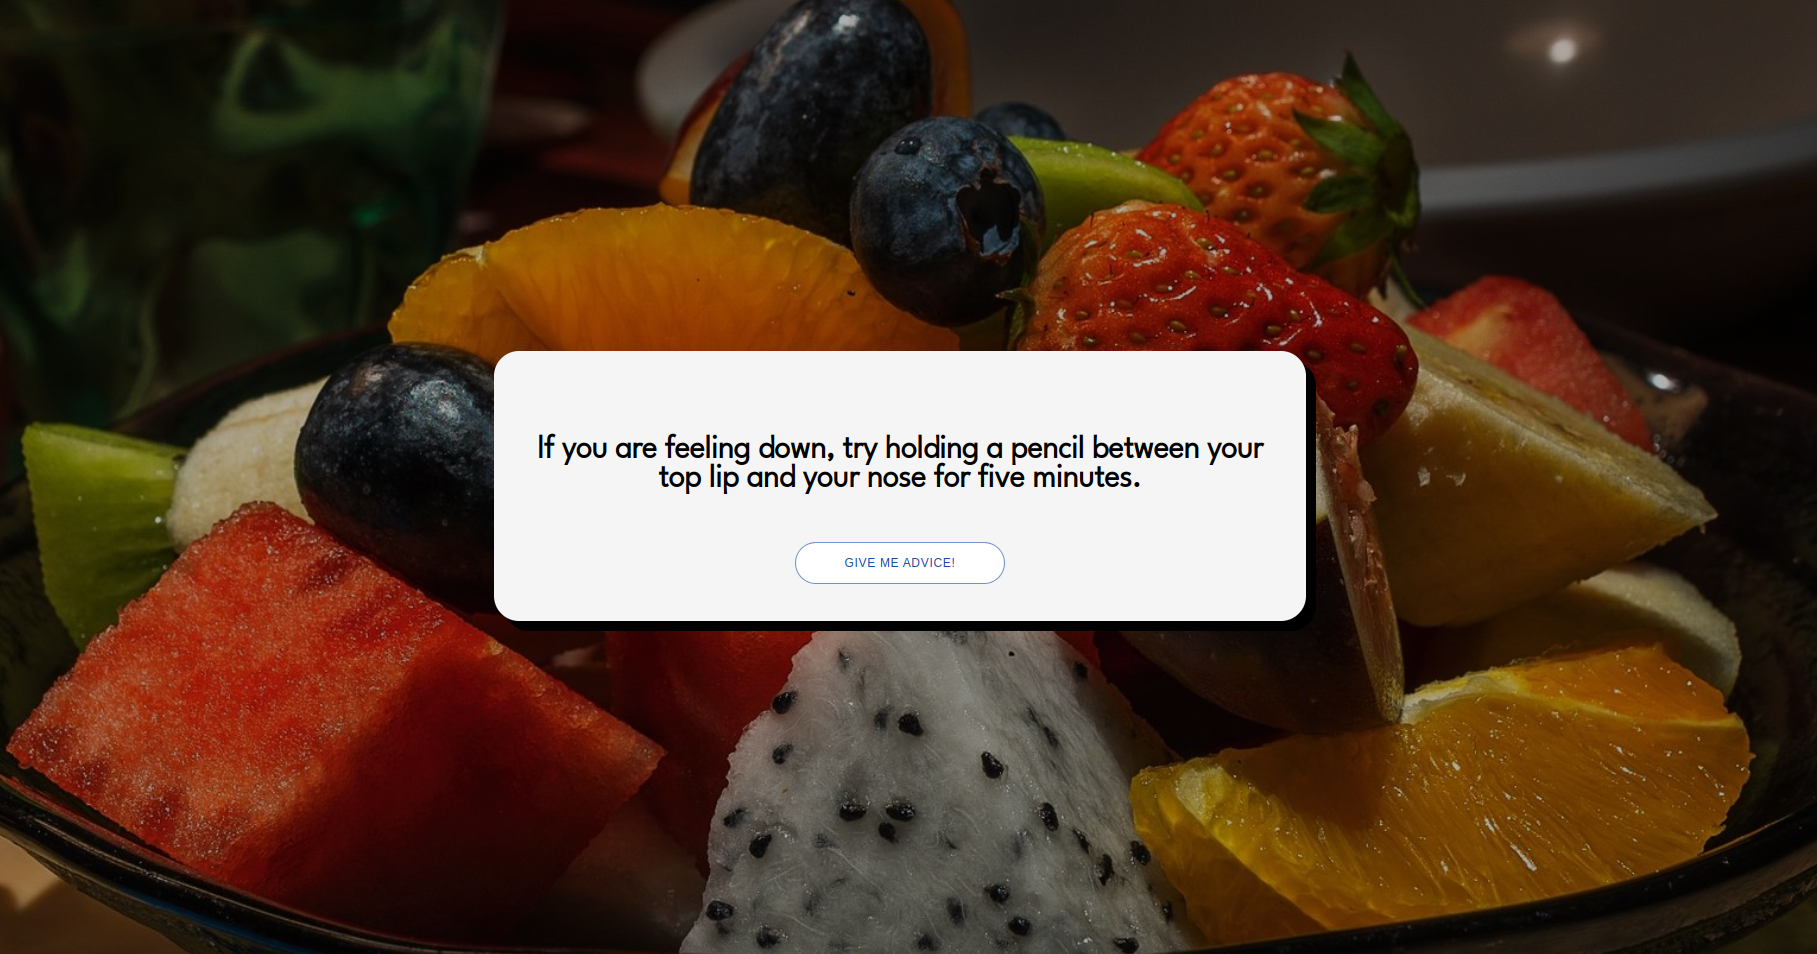 If you are feeling down, try holding a pencil between your
top lip and your nose for five minutes.
GIVE ME ADVICE!